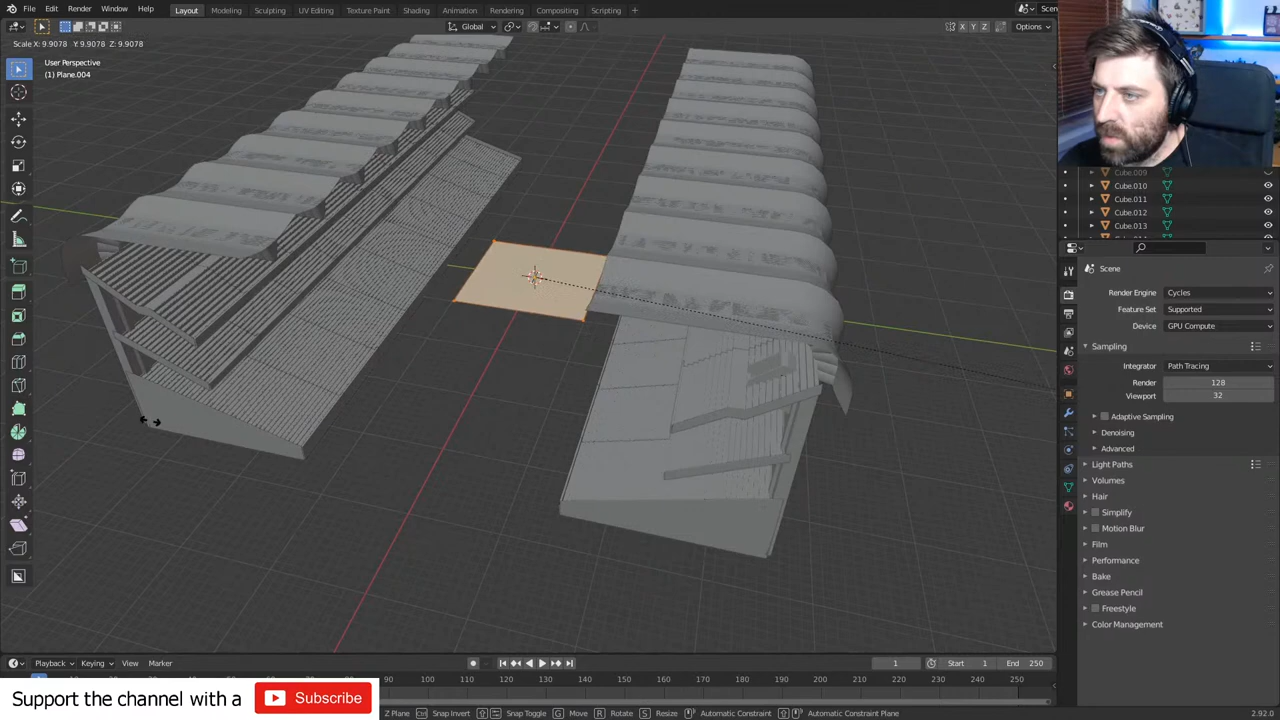 File Edit Render Window Help
Layout Modeling Sculpting UV Editing Texture Paint Shading Animation Rendering Compositing Scripting +
Scen
Global
X Y Z
Options
Scale X: 9.9078 Y: 9.9078 Z: 9.9078
User Perspective
(1) Plane.004
Cube.009
Cube.010
Cube.011
Cube.012
Cube.013
Scene
Render Engine Cycles
Feature Set Supported
Device GPU Compute
Sampling
Integrator Path Tracing
Render 128
Viewport 32
Adaptive Sampling
Denoising
Advanced
Light Paths
Volumes
Hair
Simplify
Motion Blur
Film
Performance
Bake
Grease Pencil
Freestyle
Color Management
Playback Keying View Marker
1 Start 1 End 250
90 100 110 120 130 140 150 160 170 180 190 200 210 220 230 240 250
Support the channel with a Subscribe
Z Plane Snap Invert Snap Toggle G Move R Rotate S Resize Automatic Constraint Automatic Constraint Plane
2.92.0